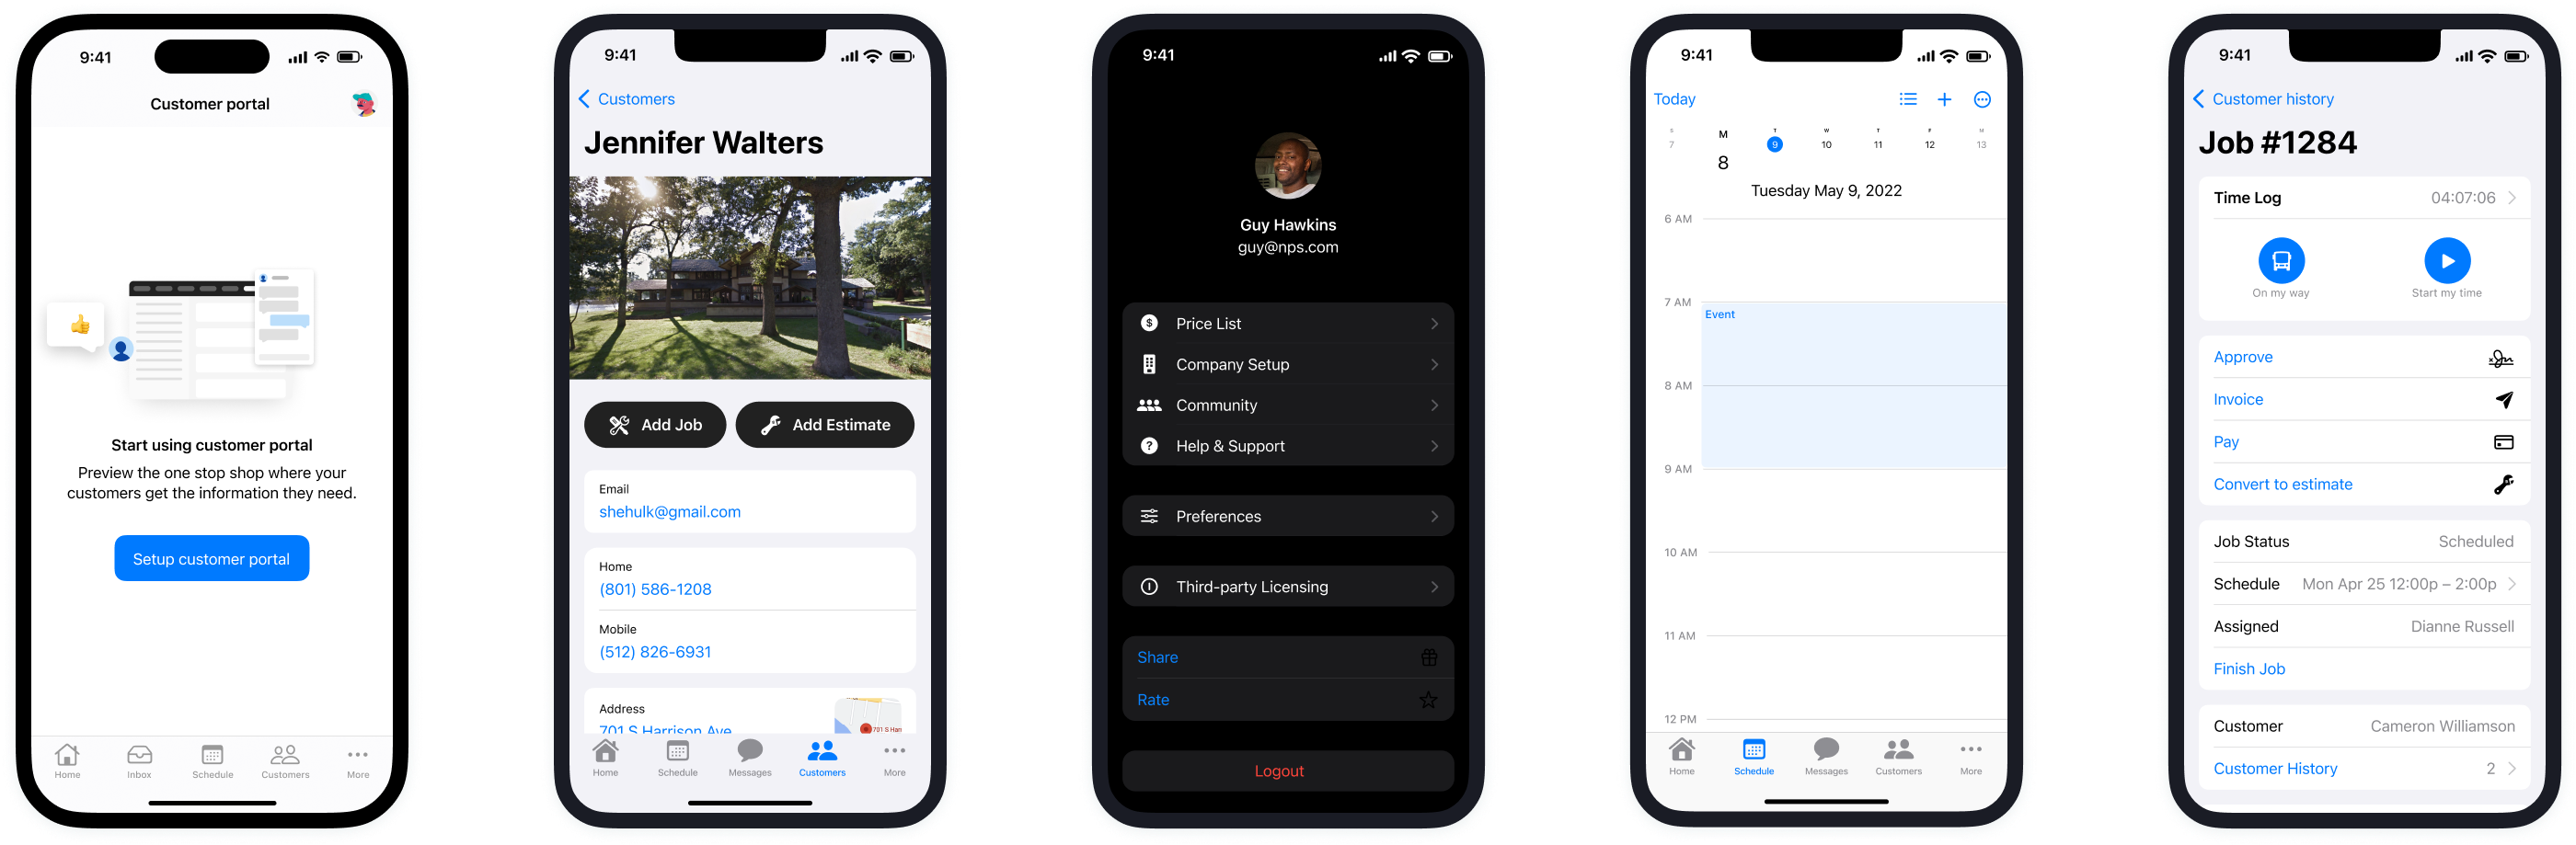 9:41
Customer portal
Start using customer portal
Preview the one stop shop where your
customers get the information they need.
Setup customer portal
Home
Inbox
Schedule
Customers
More
9:41
Customers
Jennifer Walters
Add Job
Add Estimate
Email
shehulk@gmail.com
Home
(801) 586-1208
Mobile
(512) 826-6931
Address
701 S Harrison Ave
701 S Han
Home
Schedule
Messages
Customers
More
9:41
Guy Hawkins
guy@nps.com
Price List
Company Setup
Community
Help & Support
Preferences
Third-party Licensing
Share
Rate
Logout
9:41
Today
S M T W T F M
7 8 9 10 11 12 13
Tuesday May 9, 2022
6 AM
7 AM
Event
8 AM
9 AM
10 AM
11 AM
12 PM
Home
Schedule
Messages
Customers
More
9:41
Customer history
Job #1284
Time Log 04:07:06
On my way
Start my time
Approve
Invoice
Pay
Convert to estimate
Job Status Scheduled
Schedule Mon Apr 25 12:00p – 2:00p
Assigned Dianne Russell
Finish Job
Customer Cameron Williamson
Customer History 2